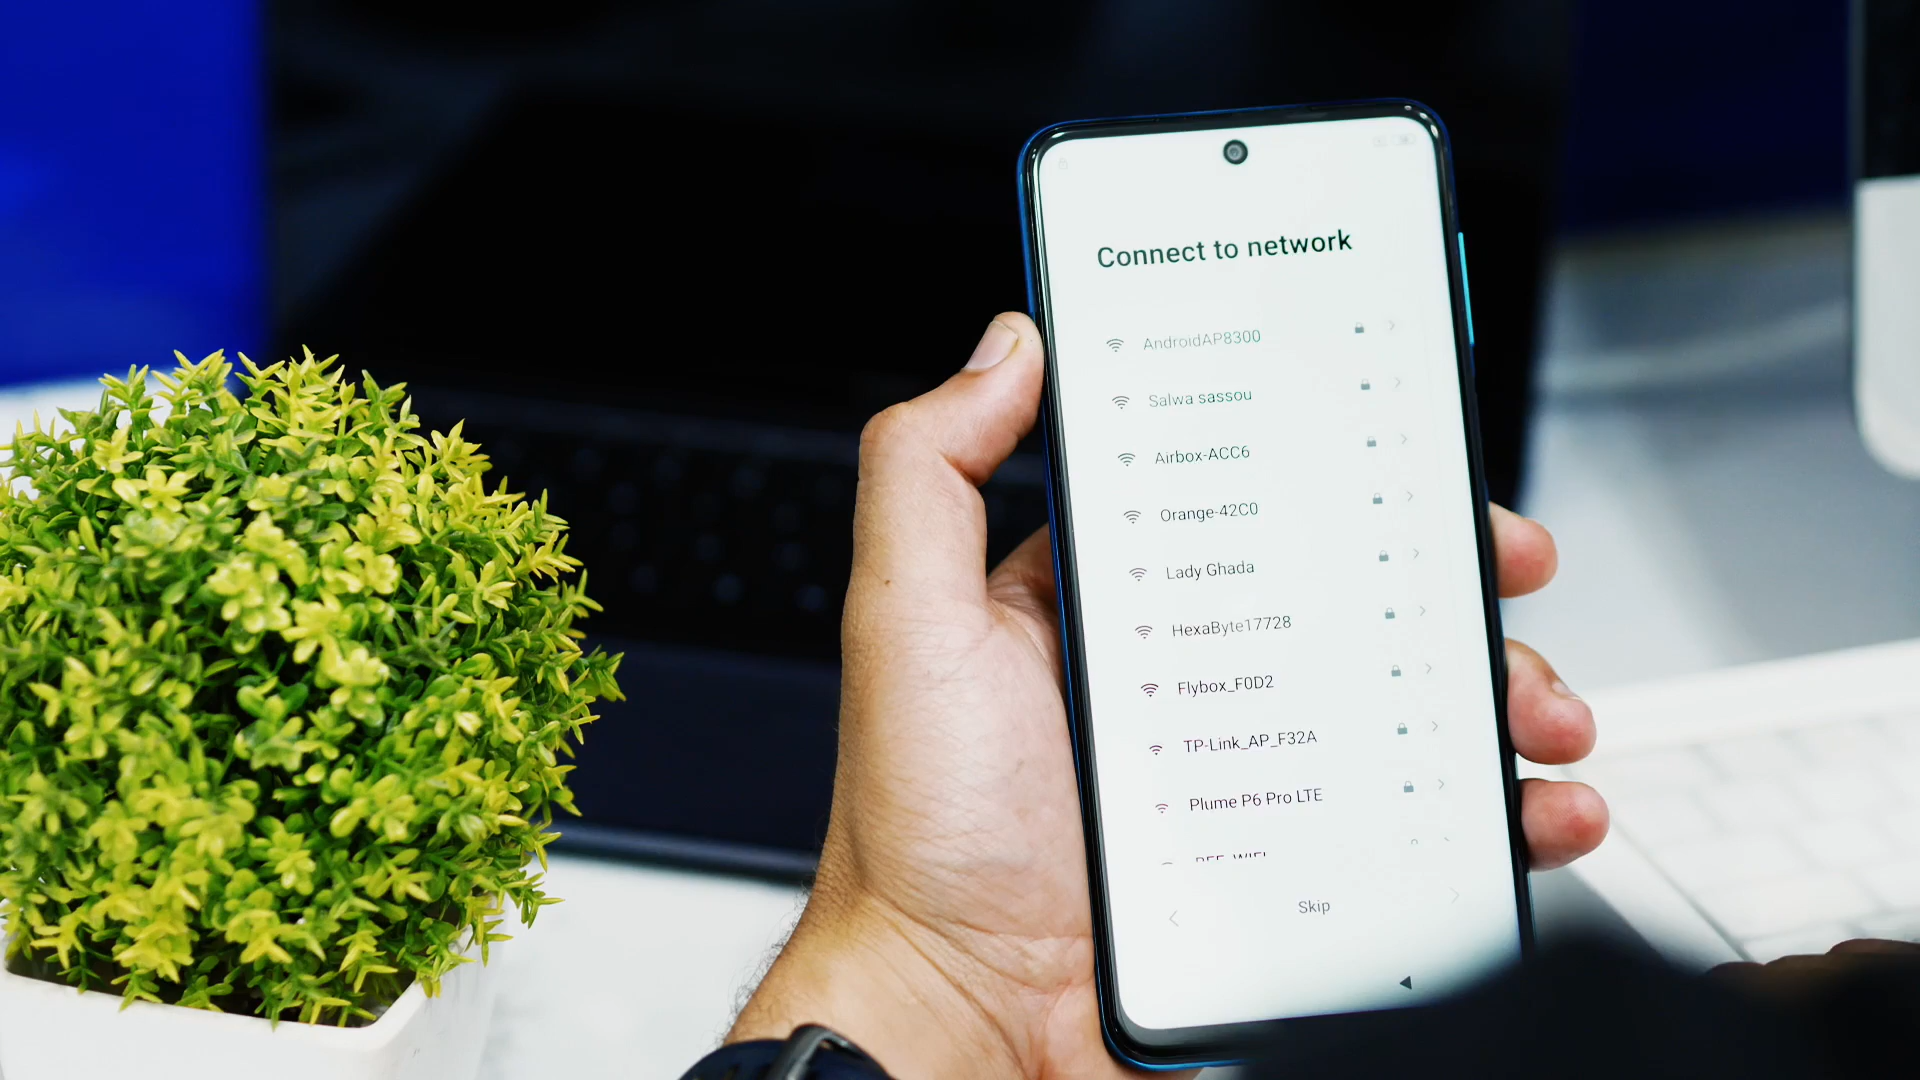 Connect to network
AndroidAP8300
Salwa sassou
Airbox-ACC6
Orange-42C0
Lady Ghada
HexaByte17728
Flybox_F0D2
TP-Link_AP_F32A
Plume P6 Pro LTE
Skip